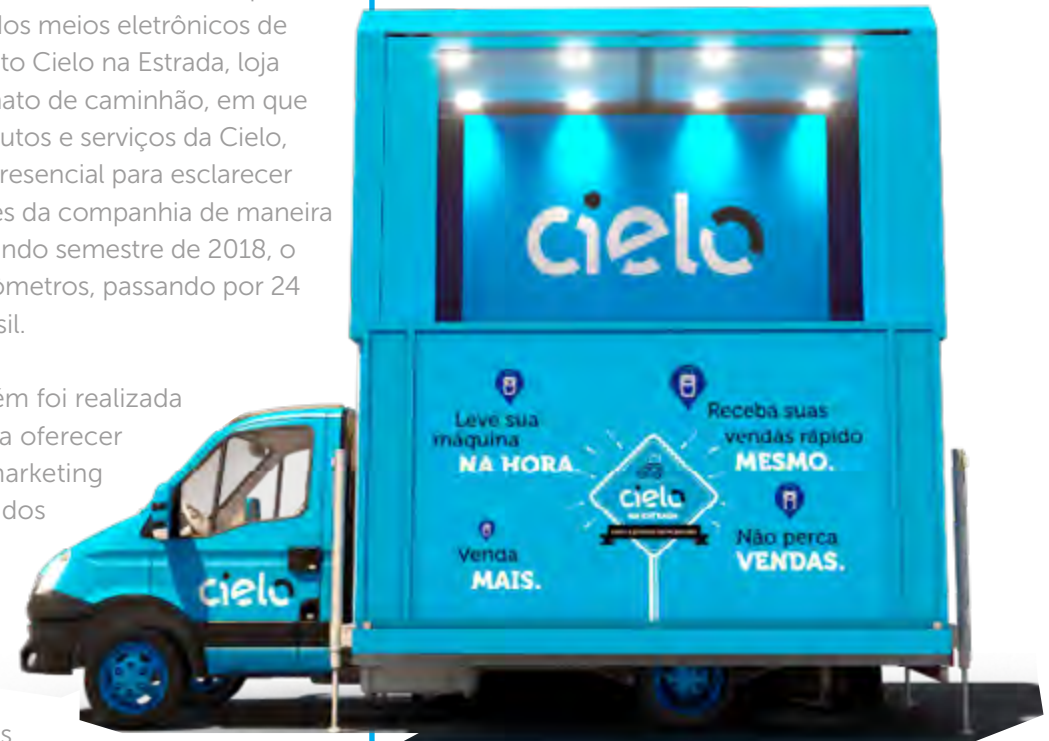 dos meios eletrônicos de
to Cielo na Estrada, loja
ato de caminhão, em que
utos e serviços da Cielo,
resencial para esclarecer
es da companhia de maneira
ndo semestre de 2018, o
ômetros, passando por 24
sil.
ém foi realizada
a oferecer
marketing
dos
s
cielo
Leve sua
máquina
NA HORA.
Receba suas
vendas rápido
MESMO.
cielo
NA ESTRADA
Venda
MAIS.
Não perca
VENDAS.
cielo